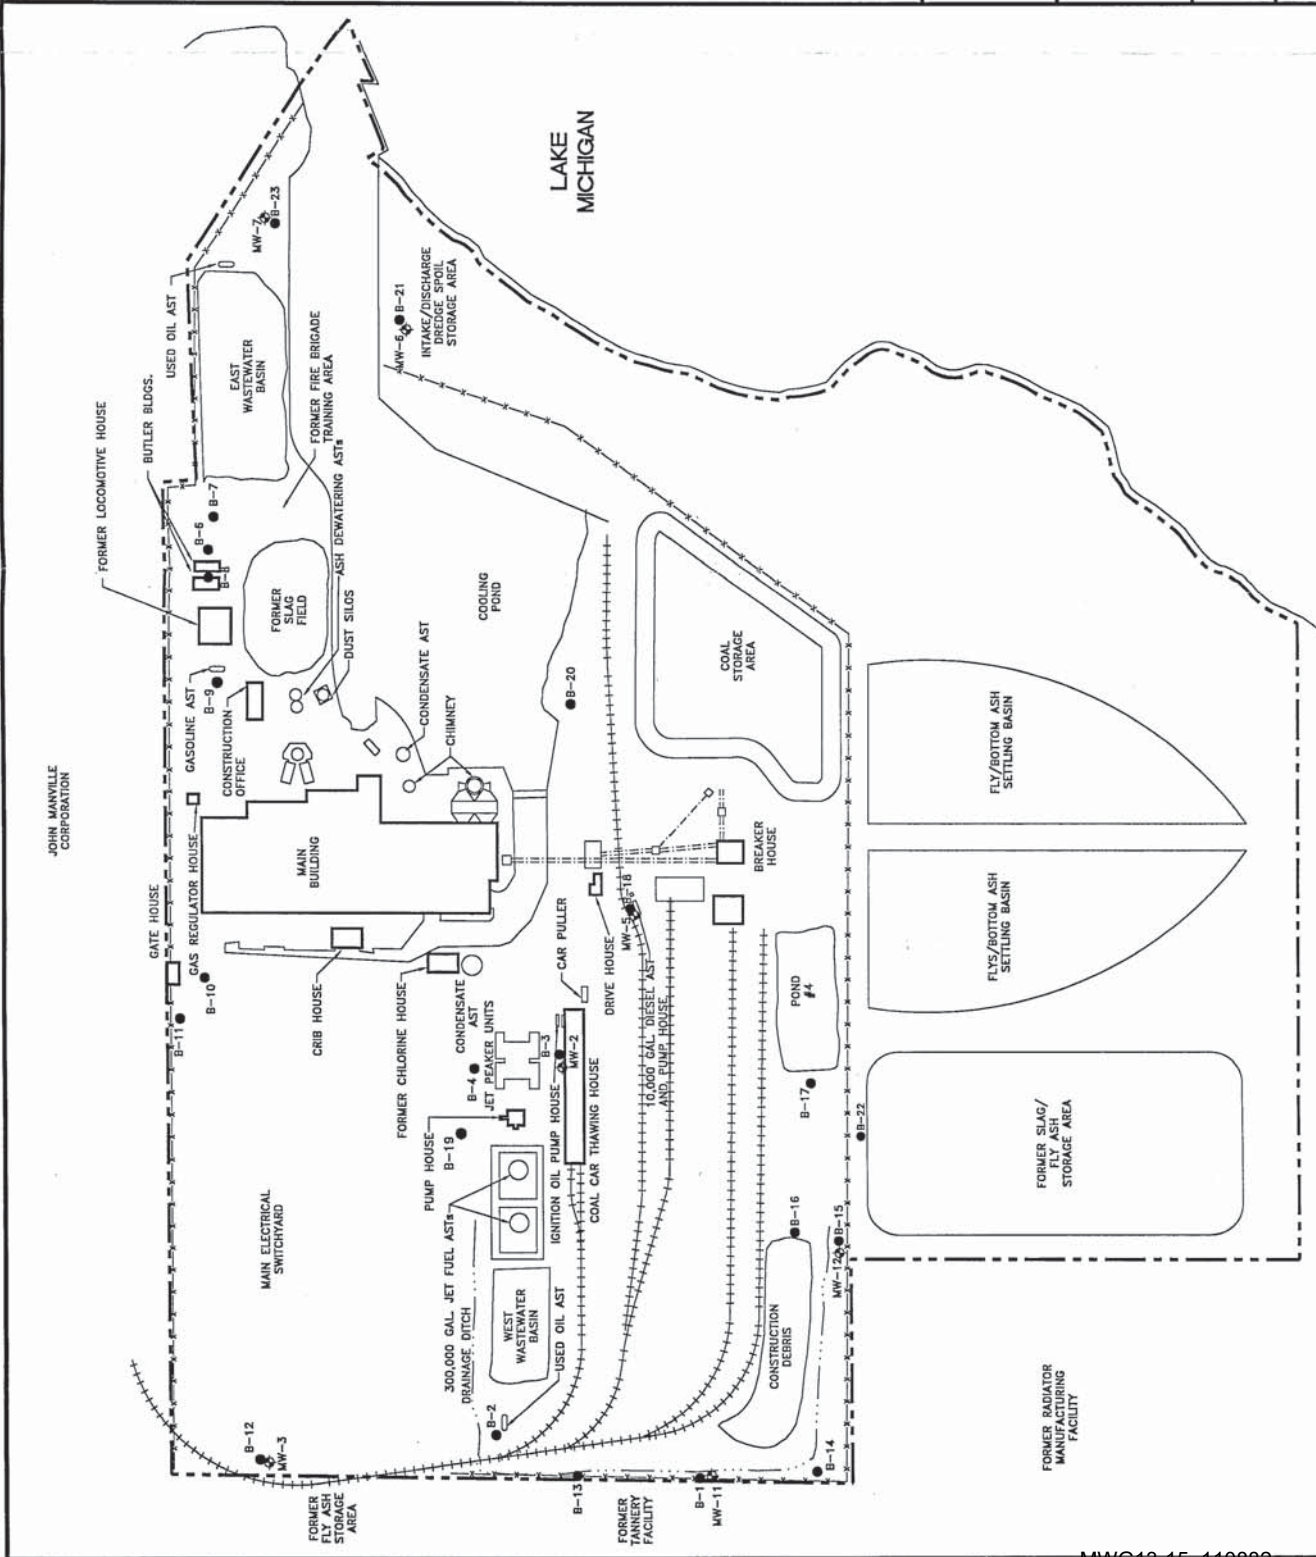 LAKE
MICHIGAN
JOHN MANVILLE
CORPORATION
FORMER LOCOMOTIVE HOUSE
BUTLER BLDGS.
USED OIL AST
MW-7
B-23
EAST
WASTEWATER
BASIN
FORMER FIRE BRIGADE
TRAINING AREA
ASH DEWATERING ASTs
DUST SILOS
MW-6
B-21
INTAKE/DISCHARGE
DREDGE SPOIL
STORAGE AREA
B-7
B-6
B-8
FORMER
SLAG
FIELD
GASOLINE AST
B-9
CONSTRUCTION
OFFICE
COOLING
POND
CONDENSATE AST
CHIMNEY
B-20
COAL
STORAGE
AREA
GATE HOUSE
GAS REGULATOR HOUSE
MAIN
BUILDING
B-10
B-11
CRIB HOUSE
FORMER CHLORINE HOUSE
CONDENSATE
AST
CAR PULLER
DRIVE HOUSE
MW-5
B-18
BREAKER
HOUSE
FLY/BOTTOM ASH
SETTLING BASIN
FLYS/BOTTOM ASH
SETTLING BASIN
POND
#4
B-4
JET PEAKER UNITS
B-3
MW-2
10,000 GAL. DIESEL AST
AND PUMP HOUSE
B-17
B-22
PUMP HOUSE
B-19
IGNITION OIL PUMP HOUSE
COAL CAR THAWING HOUSE
FORMER SLAG/
FLY ASH
STORAGE AREA
MAIN ELECTRICAL
SWITCHYARD
300,000 GAL. JET FUEL ASTs
DRAINAGE DITCH
WEST
WASTEWATER
BASIN
USED OIL AST
B-16
B-15
MW-12
CONSTRUCTION
DEBRIS
B-2
B-12
MW-3
B-13
MW-11
B-14
FORMER
FLY ASH
STORAGE
AREA
FORMER
TANNERY
FACILITY
FORMER RADIATOR
MANUFACTURING
FACILITY